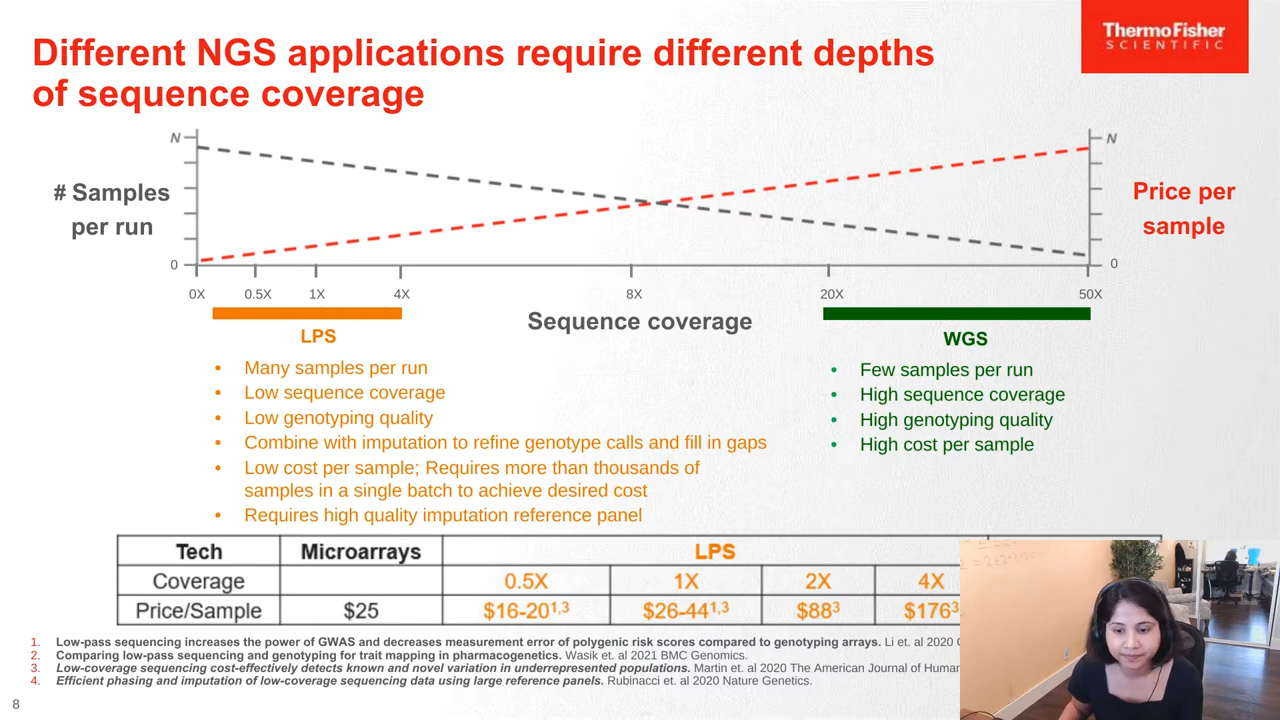 Different NGS applications require different depths
of sequence coverage
ThermoFisher
SCIENTIFIC
N
N
# Samples
per run
Price per
sample
0
0
0X 0.5X 1X 4X 8X 20X 50X
Sequence coverage
LPS
• Many samples per run
• Low sequence coverage
• Low genotyping quality
• Combine with imputation to refine genotype calls and fill in gaps
• Low cost per sample; Requires more than thousands of
samples in a single batch to achieve desired cost
• Requires high quality imputation reference panel
WGS
• Few samples per run
• High sequence coverage
• High genotyping quality
• High cost per sample
Tech Microarrays LPS
Coverage 0.5X 1X 2X 4X
Price/Sample $25 $16-20¹,³ $26-44¹,³ $88³ $176³
1. Low-pass sequencing increases the power of GWAS and decreases measurement error of polygenic risk scores compared to genotyping arrays. Li et. al 2020
2. Comparing low-pass sequencing and genotyping for trait mapping in pharmacogenetics. Wasik et. al 2021 BMC Genomics.
3. Low-coverage sequencing cost-effectively detects known and novel variation in underrepresented populations. Martin et. al 2020 The American Journal of Human
4. Efficient phasing and imputation of low-coverage sequencing data using large reference panels. Rubinacci et. al 2020 Nature Genetics.
8